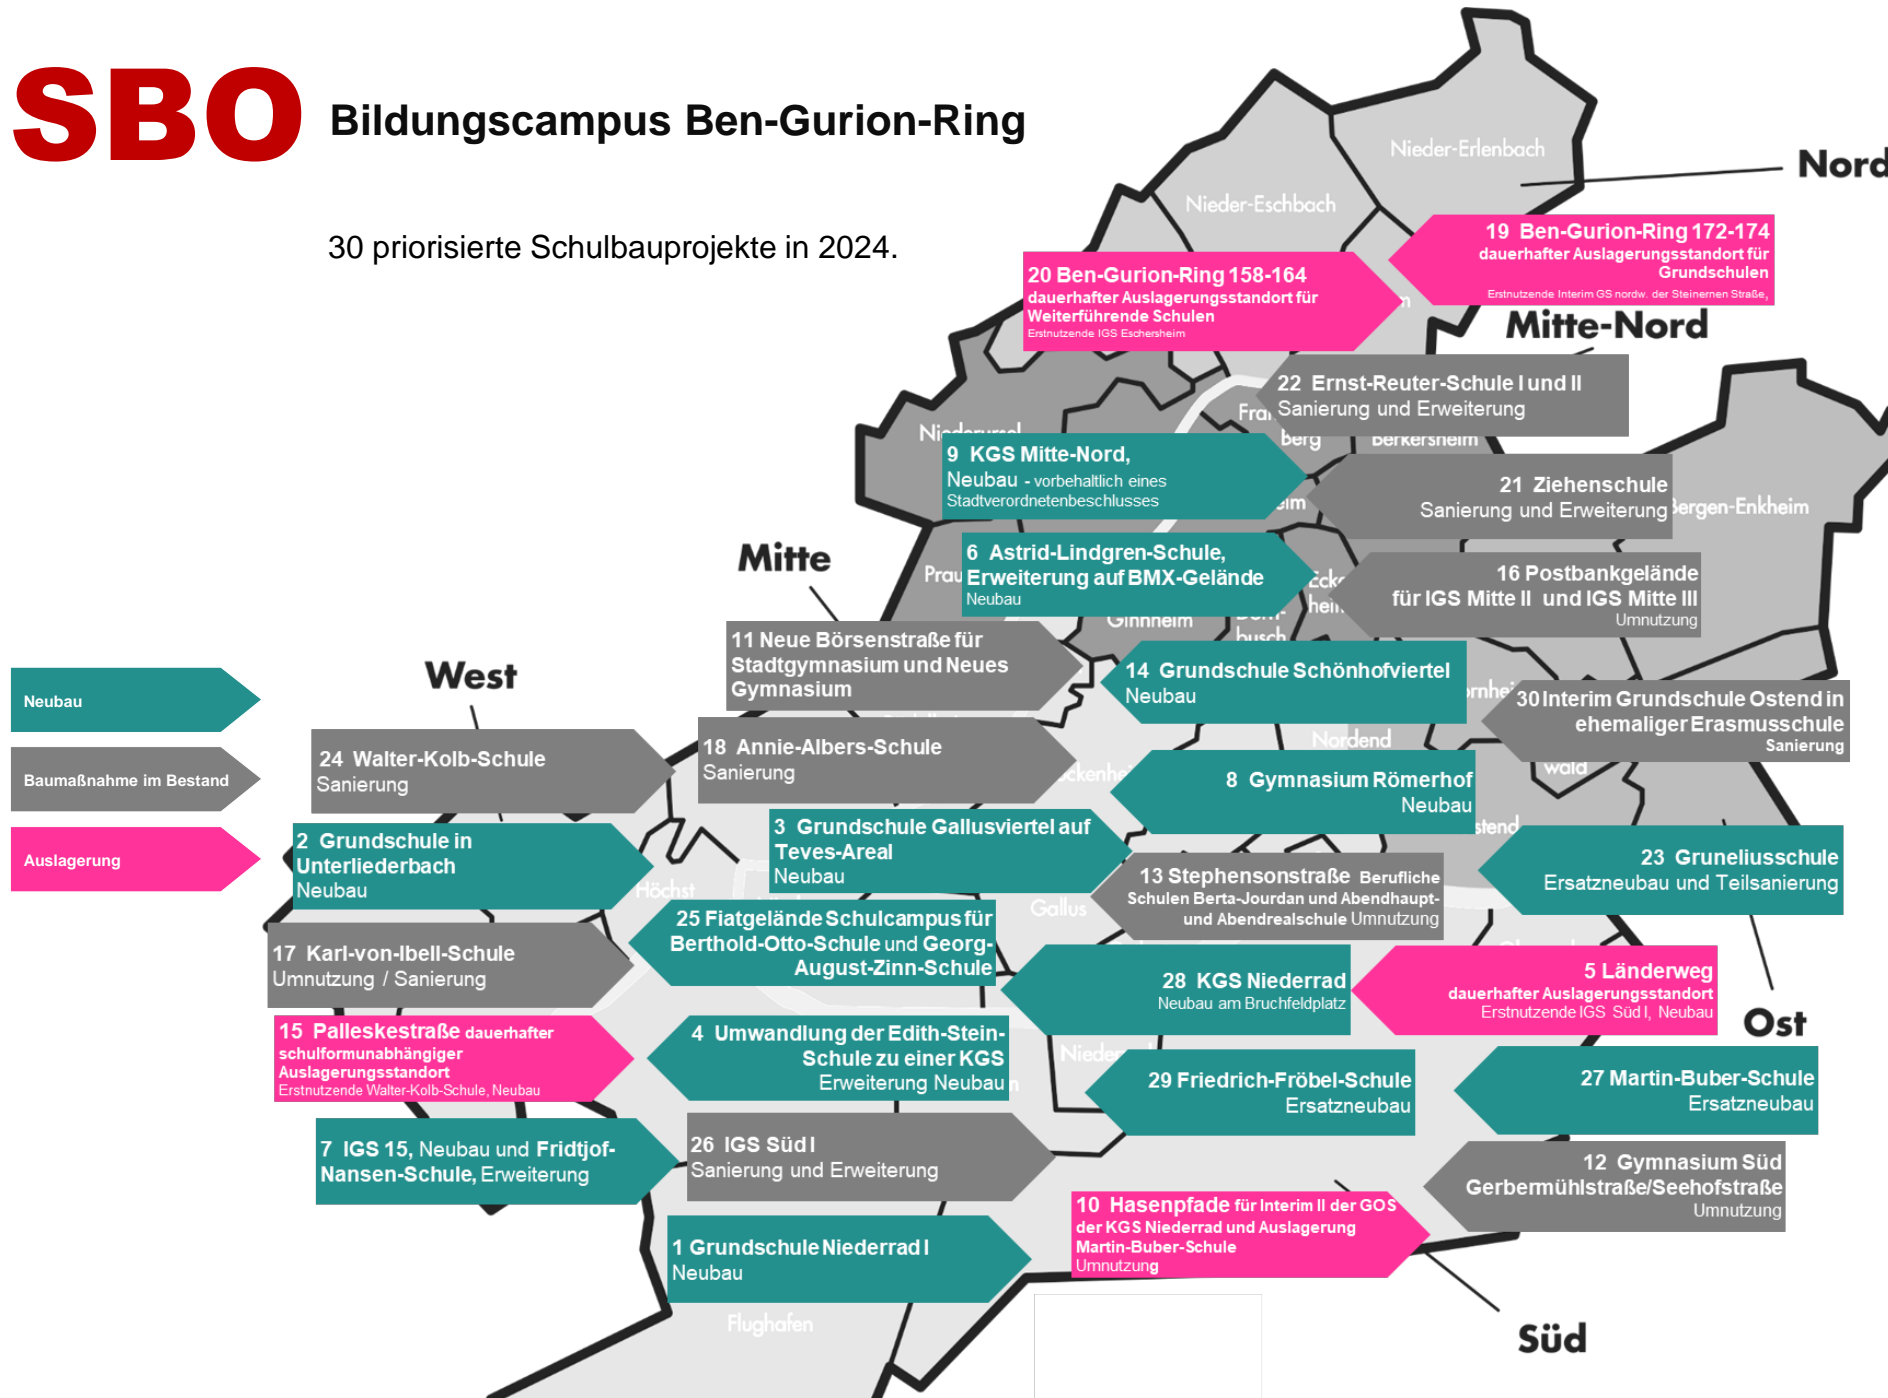 SBO
Bildungscampus Ben-Gurion-Ring
30 priorisierte Schulbauprojekte in 2024.
Nieder-Erlenbach
Nord
Nieder-Eschbach
19 Ben-Gurion-Ring 172-174
dauerhafter Auslagerungsstandort für
Grundschulen
Erstnutzende Interim GS nordw. der Steinernen Straße,
20 Ben-Gurion-Ring 158-164
dauerhafter Auslagerungsstandort für
Weiterführende Schulen
Erstnutzende IGS Eschersheim
Mitte-Nord
22 Ernst-Reuter-Schule I und II
Sanierung und Erweiterung
Berg
Berkersheim
Niederursel
9 KGS Mitte-Nord,
Neubau - vorbehaltlich eines
Stadtverordnetenbeschlusses
21 Ziehenschule
Sanierung und Erweiterung
Bergen-Enkheim
Mitte
6 Astrid-Lindgren-Schule,
Erweiterung auf BMX-Gelände
Neubau
16 Postbankgelände
für IGS Mitte II und IGS Mitte III
Umnutzung
Ginnheim
busch
11 Neue Börsenstraße für
Stadtgymnasium und Neues
Gymnasium
West
14 Grundschule Schönhofviertel
Neubau
30 Interim Grundschule Ostend in
ehemaliger Erasmusschule
Sanierung
Neubau
Baumaßnahme im Bestand
Auslagerung
24 Walter-Kolb-Schule
Sanierung
18 Annie-Albers-Schule
Sanierung
Nordend
wald
8 Gymnasium Römerhof
Neubau
2 Grundschule in
Unterliederbach
Neubau
3 Grundschule Gallusviertel auf
Teves-Areal
Neubau
23 Gruneliusschule
Ersatzneubau und Teilsanierung
Höchst
Gallus
13 Stephensonstraße Berufliche
Schulen Berta-Jourdan und Abendhaupt-
und Abendrealschule Umnutzung
25 Fiatgelände Schulcampus für
Berthold-Otto-Schule und Georg-
August-Zinn-Schule
17 Karl-von-Ibell-Schule
Umnutzung / Sanierung
28 KGS Niederrad
Neubau am Bruchfeldplatz
5 Länderweg
dauerhafter Auslagerungsstandort
Erstnutzende IGS Süd I, Neubau
Ost
15 Palleskestraße dauerhafter
schulformunabhängiger
Auslagerungsstandort
Erstnutzende Walter-Kolb-Schule, Neubau
4 Umwandlung der Edith-Stein-
Schule zu einer KGS
Erweiterung Neubau
29 Friedrich-Fröbel-Schule
Ersatzneubau
27 Martin-Buber-Schule
Ersatzneubau
7 IGS 15, Neubau und Fridtjof-
Nansen-Schule, Erweiterung
26 IGS Süd I
Sanierung und Erweiterung
12 Gymnasium Süd
Gerbermühlstraße/Seehofstraße
Umnutzung
10 Hasenpfade für Interim II der GOS
der KGS Niederrad und Auslagerung
Martin-Buber-Schule
Umnutzung
1 Grundschule Niederrad I
Neubau
Flughafen
Süd